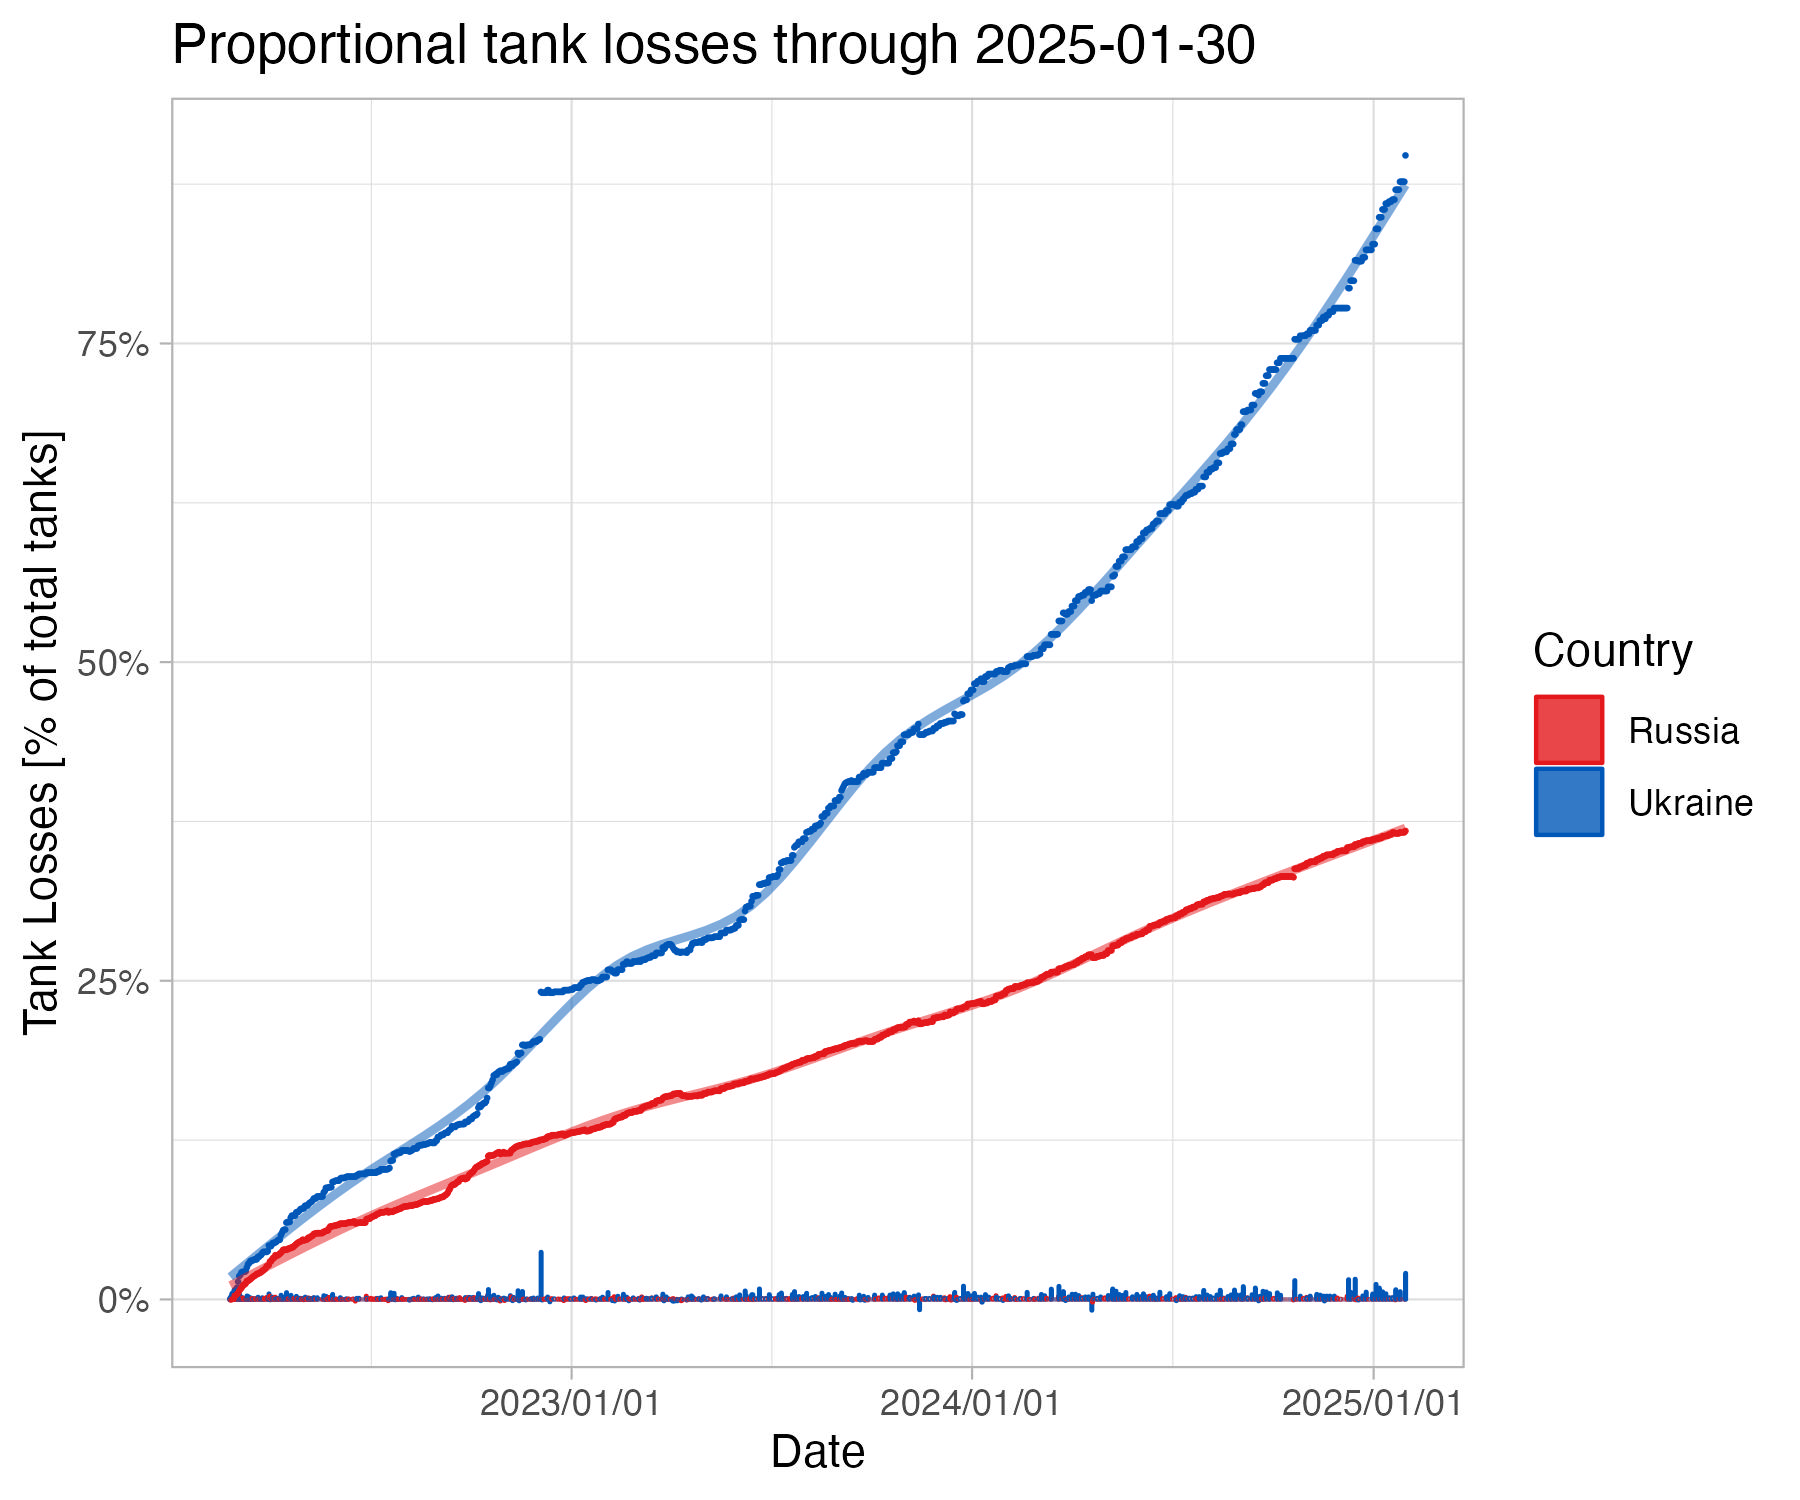 Proportional tank losses through 2025-01-30
Tank Losses [% of total tanks]
75%
50%
25%
0%
2023/01/01
2024/01/01
2025/01/01
Date
Country
Russia
Ukraine